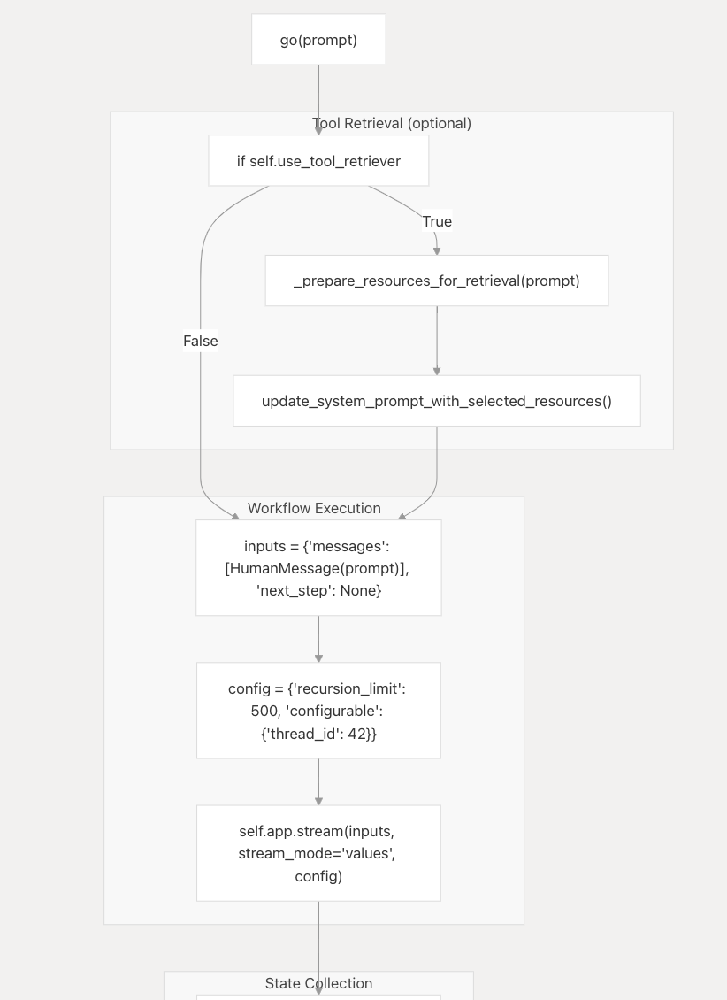 go(prompt)
Tool Retrieval (optional)
if self.use_tool_retriever
True
_prepare_resources_for_retrieval(prompt)
False
update_system_prompt_with_selected_resources()
Workflow Execution
inputs = {'messages':
[HumanMessage(prompt)],
'next_step': None}
config = {'recursion_limit':
500, 'configurable':
{'thread_id': 42}}
self.app.stream(inputs,
stream_mode='values',
config)
State Collection